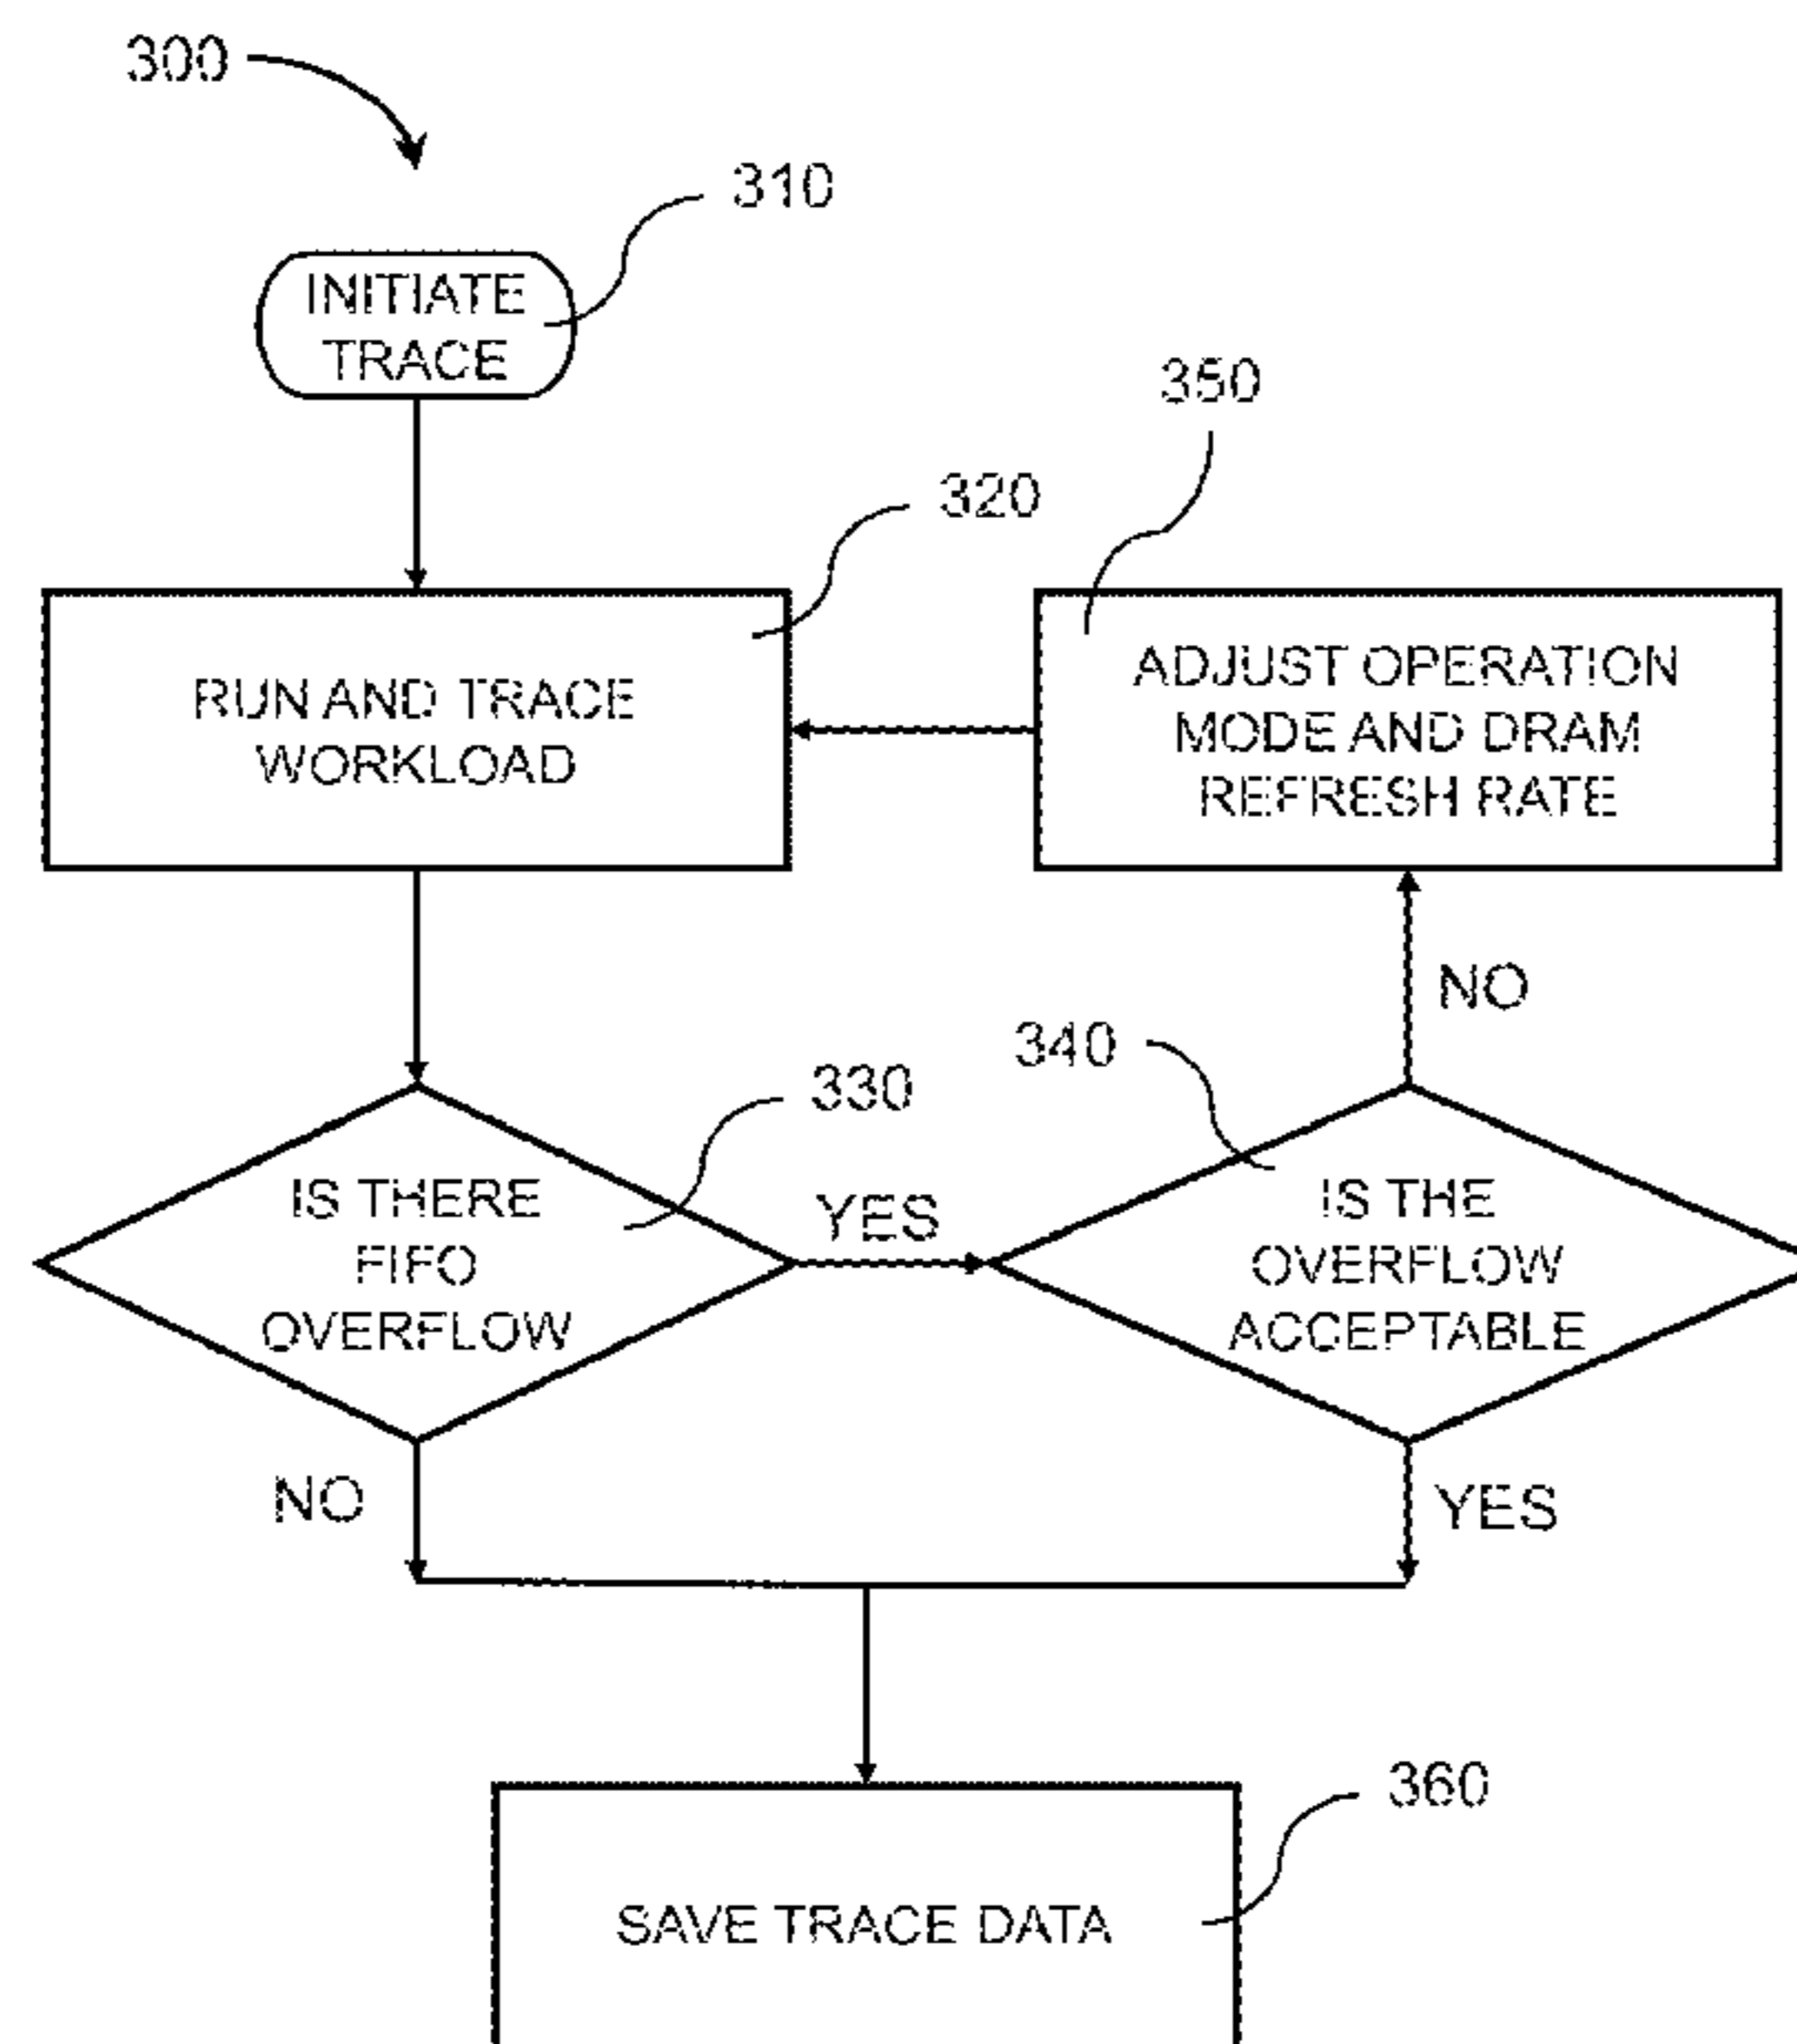 300
310
INITIATE
TRACE
350
320
RUN AND TRACE
WORKLOAD
ADJUST OPERATION
MODE AND DRAM
REFRESH RATE
NO
340
330
IS THERE
FIFO
OVERFLOW
YES
IS THE
OVERFLOW
ACCEPTABLE
NO
YES
360
SAVE TRACE DATA